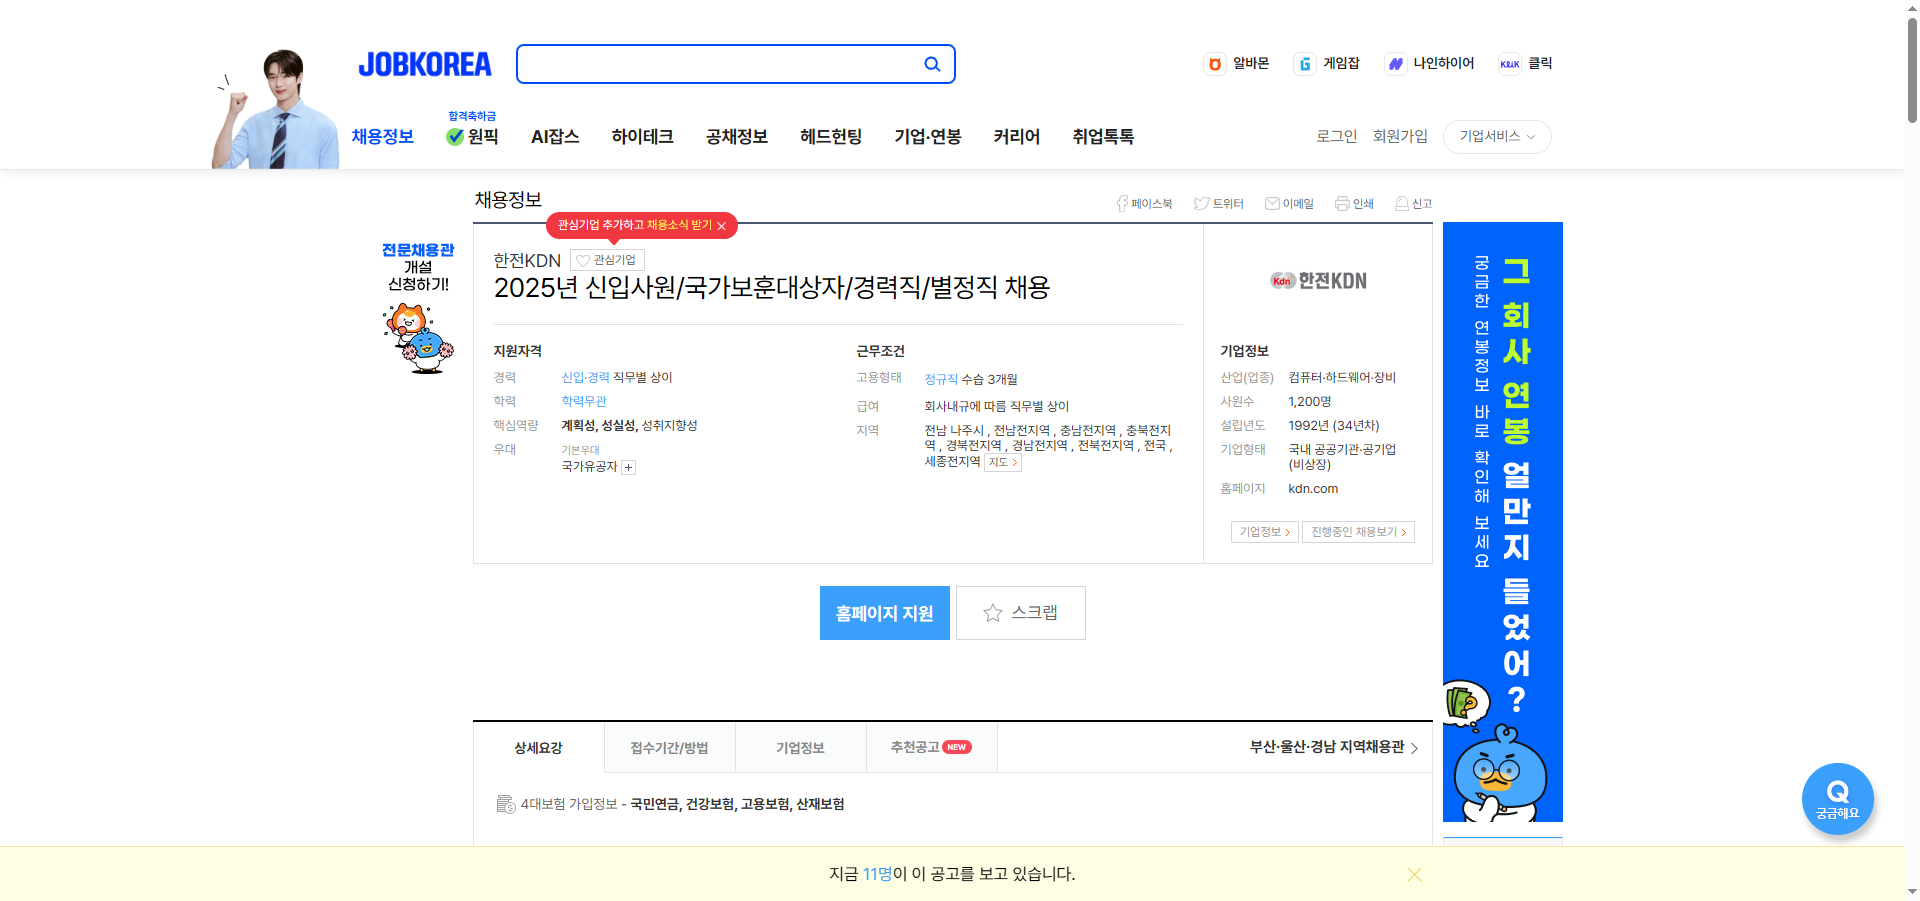 JOBKOREA
알바몬
게임잡
나인하이어
KLiK 클릭
채용정보
합격축하금
원픽
AI잡스
하이테크
공채정보
헤드헌팅
기업·연봉
커리어
취업톡톡
로그인
회원가입
기업서비스
채용정보
페이스북
트위터
이메일
인쇄
신고
관심기업 추가하고 채용소식 받기
전문채용관
개설
신청하기!
한전KDN
관심기업
2025년 신입사원/국가보훈대상자/경력직/별정직 채용
지원자격
경력 신입·경력 직무별 상이
학력 학력무관
핵심역량 계획성, 성실성, 성취지향성
우대 기본우대
국가유공자 +
근무조건
고용형태 정규직 수습 3개월
급여 회사내규에 따름 직무별 상이
지역 전남 나주시 , 전남전지역 , 충남전지역 , 충북전지
역 , 경북전지역 , 경남전지역 , 전북전지역 , 전국 ,
세종전지역 지도
Kdn 한전KDN
기업정보
산업(업종) 컴퓨터·하드웨어·장비
사원수 1,200명
설립년도 1992년 (34년차)
기업형태 국내 공공기관·공기업
(비상장)
홈페이지 kdn.com
기업정보
진행중인 채용보기
홈페이지 지원
스크랩
궁금한 연봉정보 바로 확인해 보세요
그 회사 연봉 얼만지 들었어?
상세요강
접수기간/방법
기업정보
추천공고 NEW
부산·울산·경남 지역채용관
4대보험 가입정보 - 국민연금, 건강보험, 고용보험, 산재보험
Q
궁금해요
지금 11명이 이 공고를 보고 있습니다.